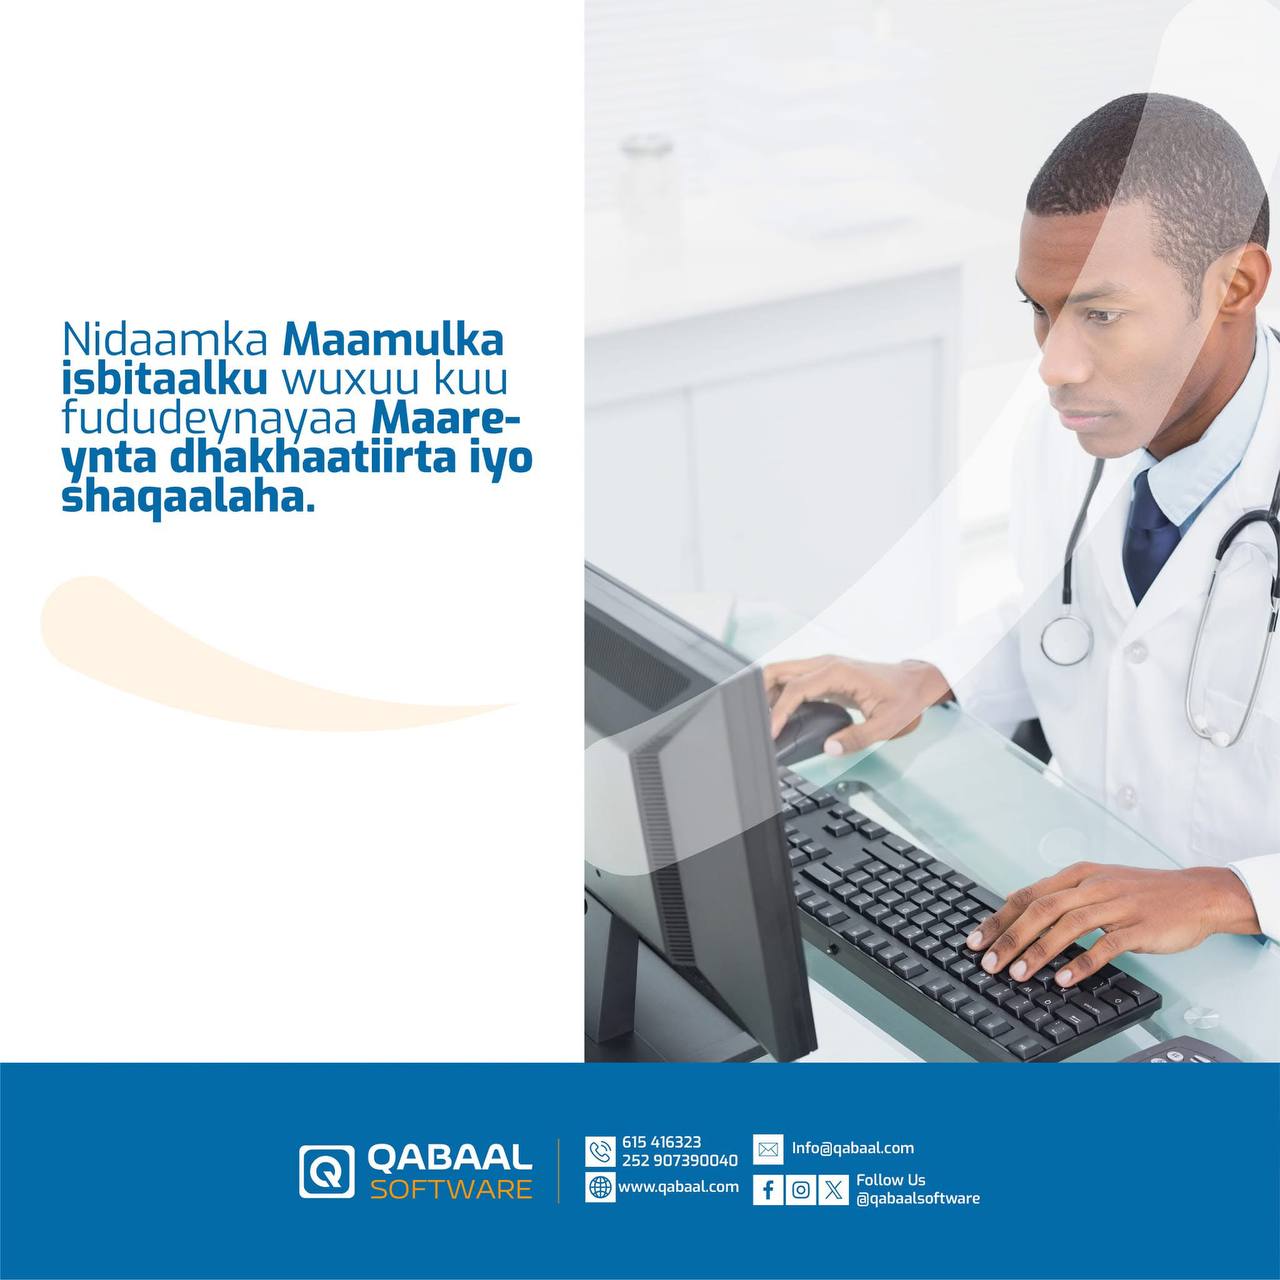 Nidaamka Maamulka
isbitaalku wuxuu kuu
fududeynayaa Maare-
ynta dhakhaatiirta iyo
shaqaalaha.
QABAAL
SOFTWARE
615 416323
252 907390040
www.qabaal.com
Info@qabaal.com
Follow Us
@qabaalsoftware